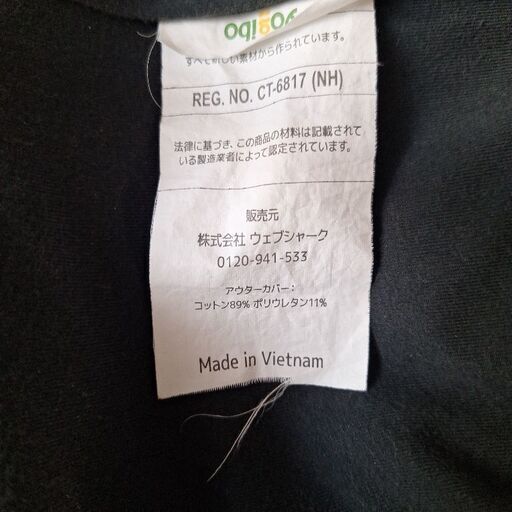 yogibo
すべて新しい素材から作られています。
REG. NO. CT-6817 (NH)
法律に基づき、この商品の材料は記載されて
いる製造業者によって認定されています。
販売元
株式会社 ウェブシャーク
0120-941-533
アウターカバー：
コットン89% ポリウレタン11%
Made in Vietnam